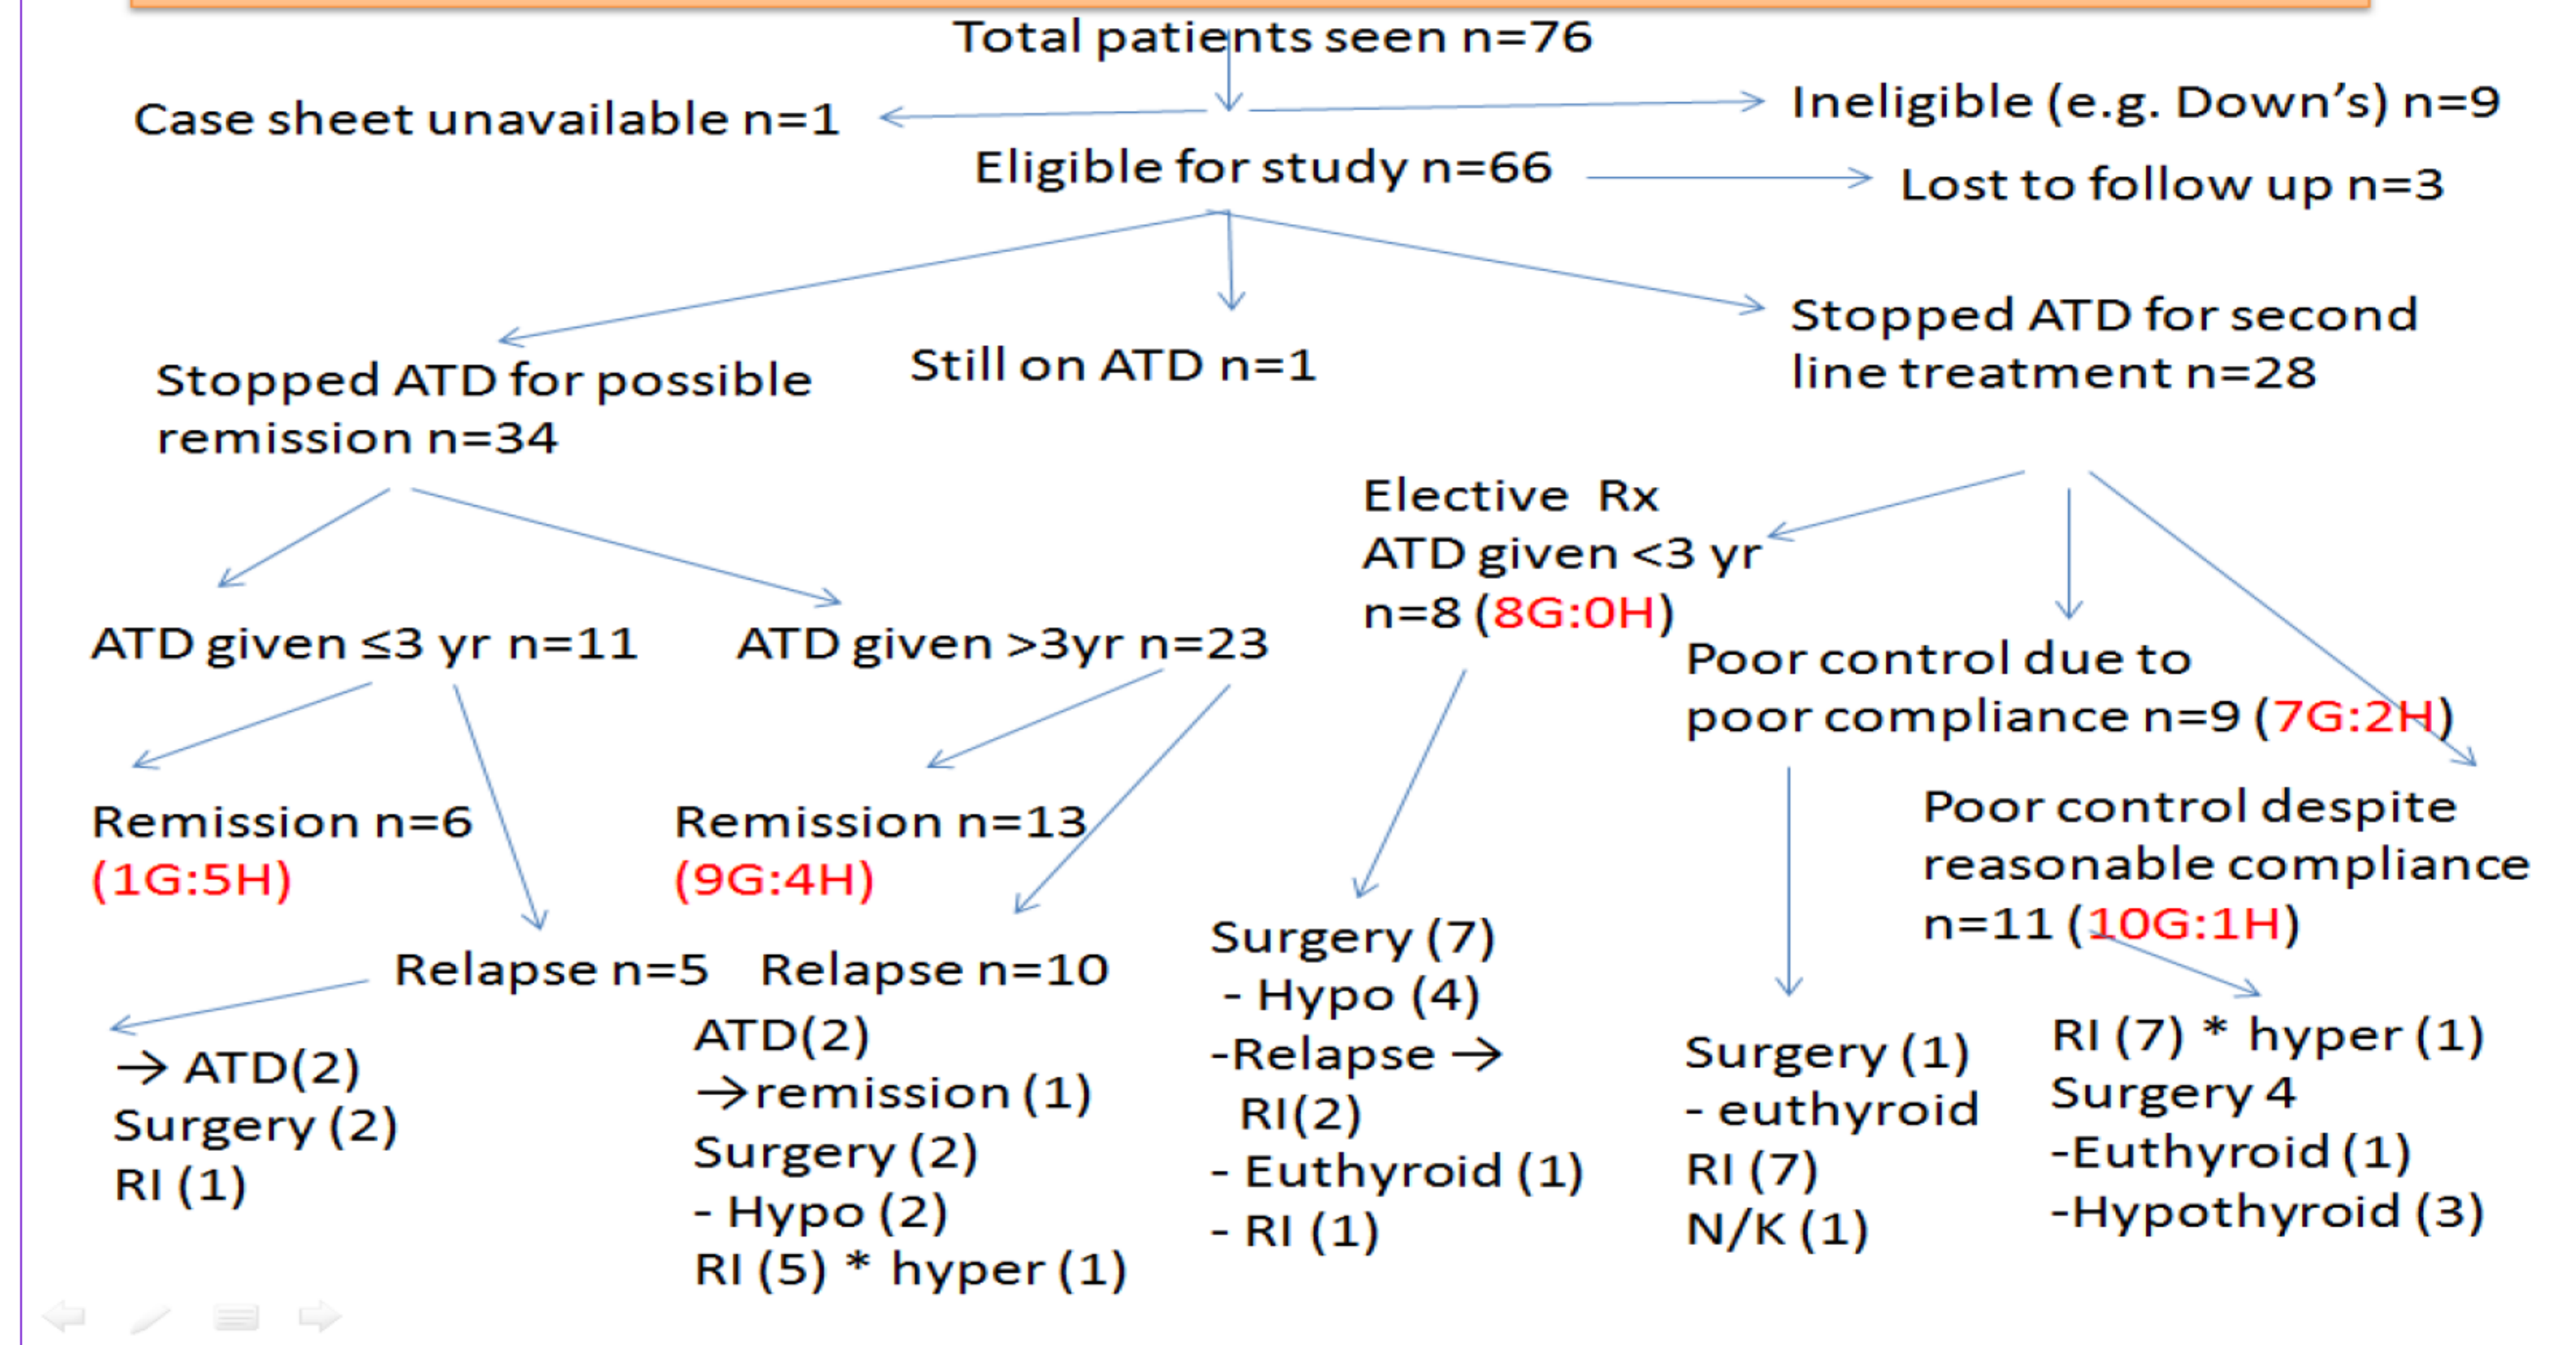 Total patients seen n=76
Case sheet unavailable n=1
Ineligible (e.g. Down's) n=9
Eligible for study n=66
Lost to follow up n=3
Stopped ATD for possible
remission n=34
Still on ATD n=1
Stopped ATD for second
line treatment n=28
ATD given ≤3 yr n=11
ATD given >3yr n=23
Elective Rx
ATD given <3 yr
n=8 (8G:0H)
Poor control due to
poor compliance n=9 (7G:2H)
Poor control despite
reasonable compliance
n=11 (10G:1H)
Remission n=6
(1G:5H)
Remission n=13
(9G:4H)
Relapse n=5
Relapse n=10
→ ATD(2)
Surgery (2)
RI (1)
ATD(2)
→remission (1)
Surgery (2)
- Hypo (2)
RI (5) * hyper (1)
Surgery (7)
- Hypo (4)
-Relapse →
RI(2)
- Euthyroid (1)
- RI (1)
Surgery (1)
- euthyroid
RI (7)
N/K (1)
RI (7) * hyper (1)
Surgery 4
-Euthyroid (1)
-Hypothyroid (3)